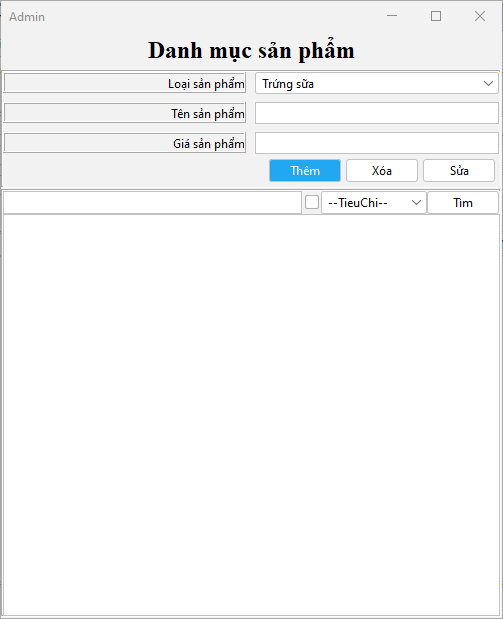 Admin
Danh mục sản phẩm
Loại sản phẩm Trứng sữa
Tên sản phẩm
Giá sản phẩm
Thêm Xóa Sửa
--TieuChi-- Tìm